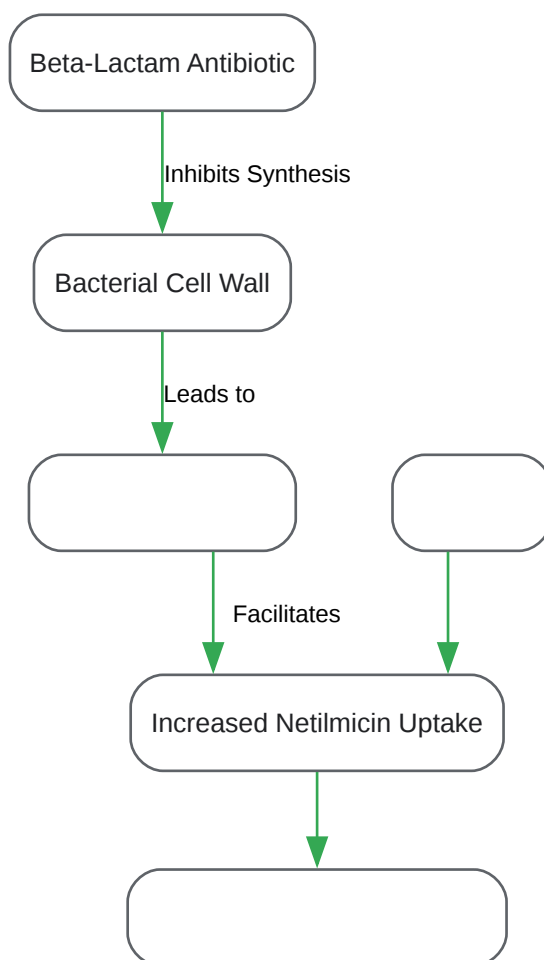 Beta-Lactam Antibiotic
Inhibits Synthesis
Bacterial Cell Wall
Leads to
Facilitates
Increased Netilmicin Uptake